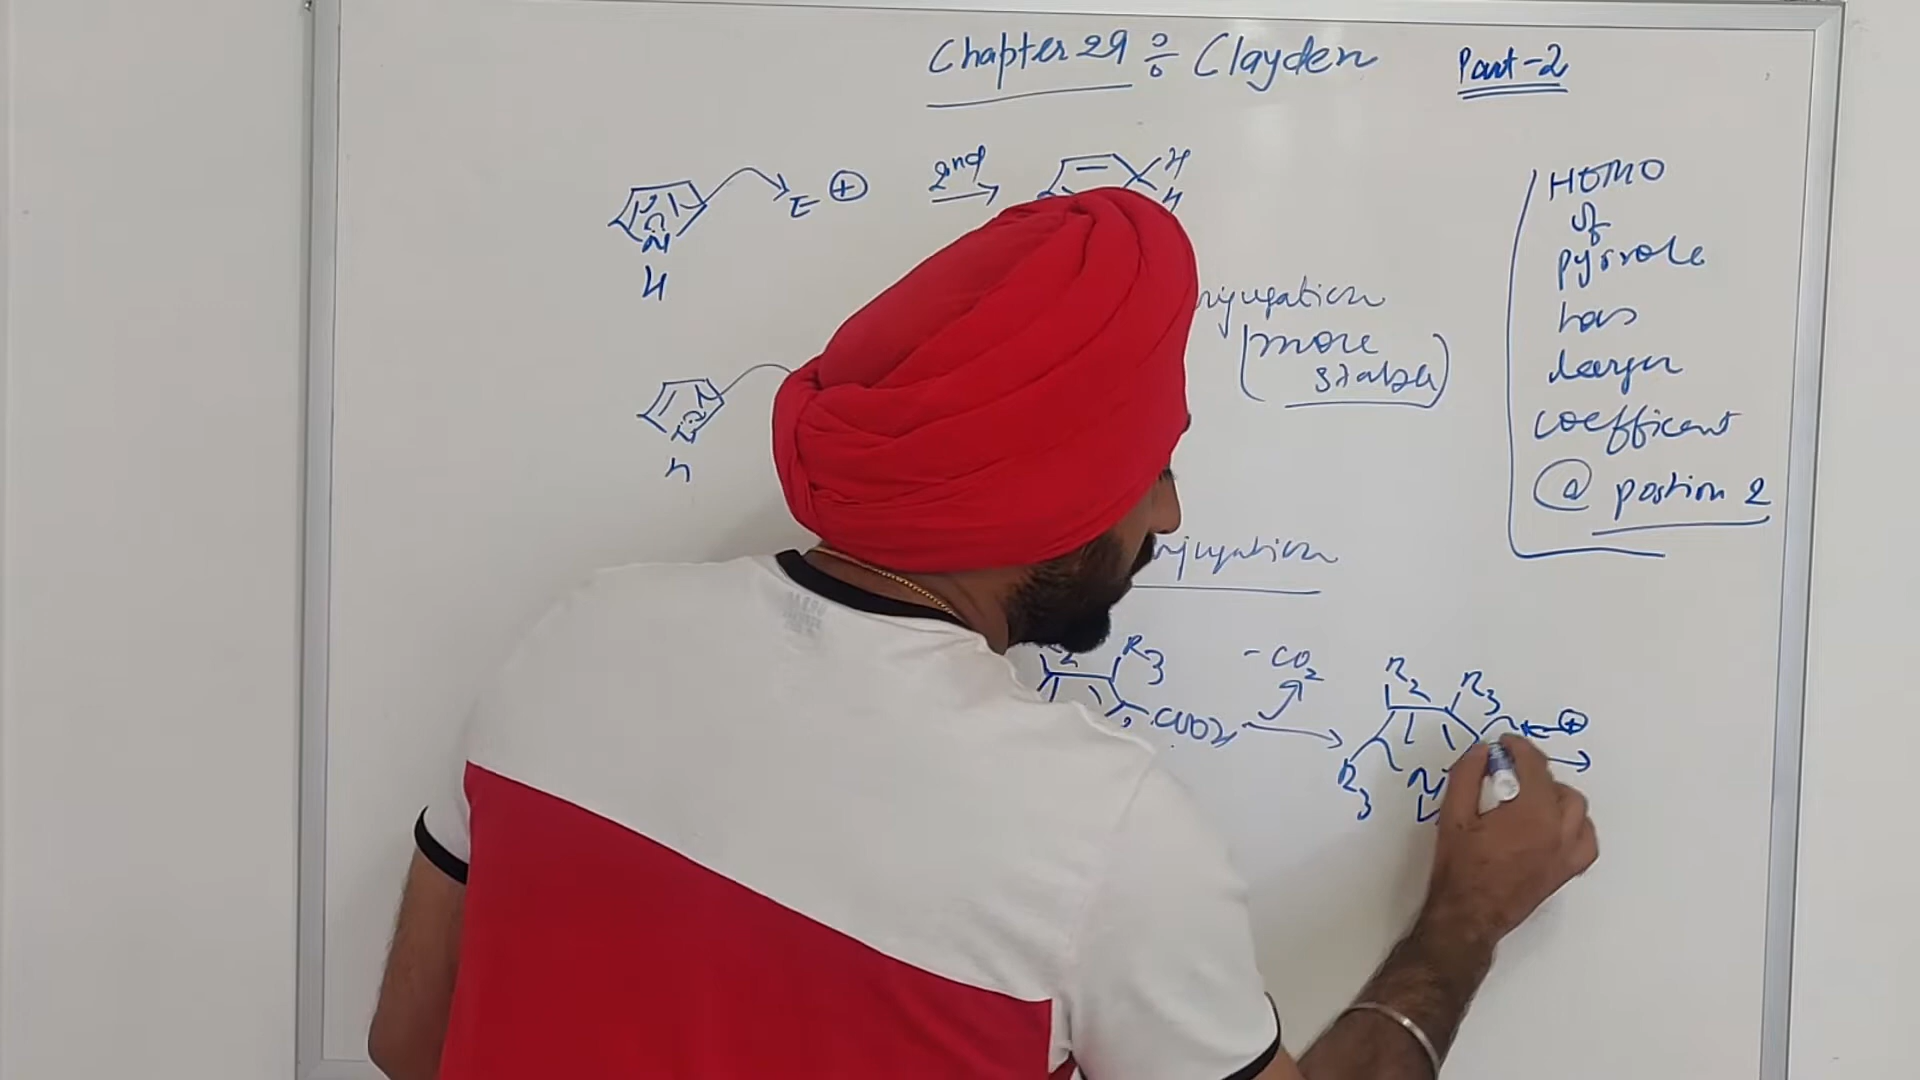 Chapter 29 ÷ Clayden Part-2
E ⊕ 2nd H
N
H
HOMO
of
pyrrole
has
larger
coefficient
@ position 2
njugation
(more
stable)
N
H
njugation
R2 R3 -CO2 R2 R3
⊕
R3 N
H